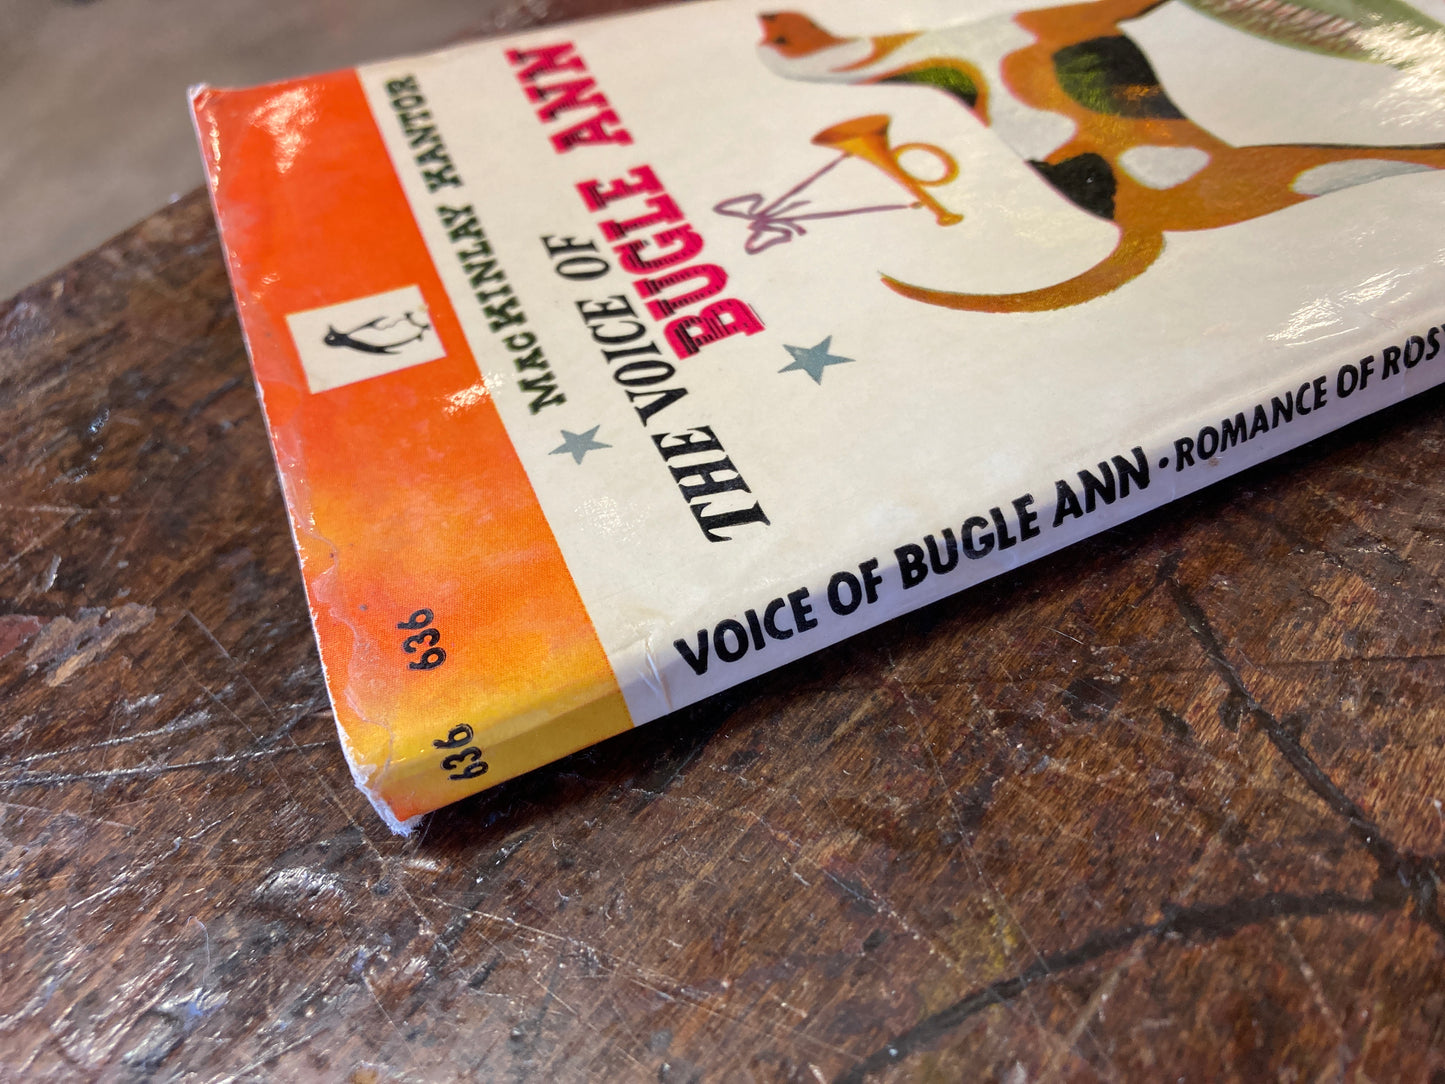 MACKINLAY KANTOR
THE VOICE OF
BUGLE ANN
636
VOICE OF BUGLE ANN • ROMANCE OF
636